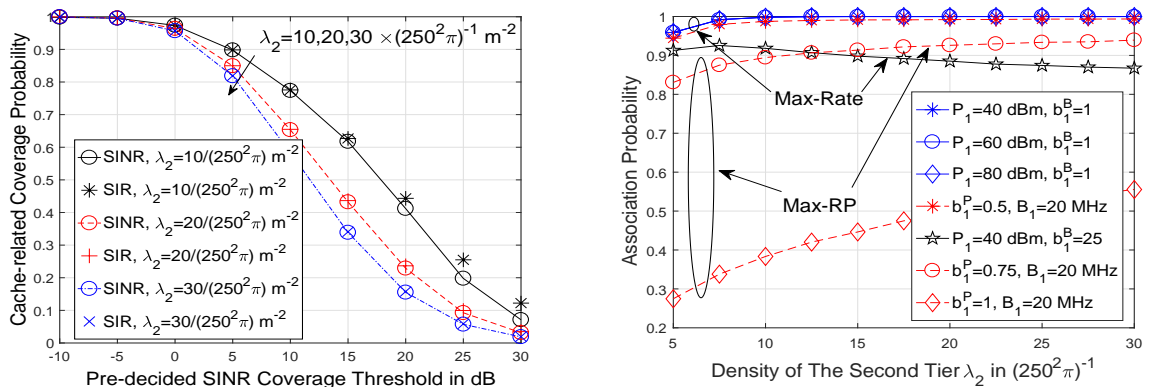 Cache-related Coverage Probability
1
0.9
0.8
0.7
0.6
0.5
0.4
0.3
0.2
0.1
0
λ₂=10,20,30 ×(250²π)⁻¹ m⁻²
SINR, λ₂=10/(250²π) m⁻²
SIR, λ₂=10/(250²π) m⁻²
SINR, λ₂=20/(250²π) m⁻²
SIR, λ₂=20/(250²π) m⁻²
SINR, λ₂=30/(250²π) m⁻²
SIR, λ₂=30/(250²π) m⁻²
-10 -5 0 5 10 15 20 25 30
Pre-decided SINR Coverage Threshold in dB
Association Probability
1
0.9
0.8
0.7
0.6
0.5
0.4
0.3
0.2
Max-Rate
Max-RP
P₁=40 dBm, b₁ᴮ=1
P₁=60 dBm, b₁ᴮ=1
P₁=80 dBm, b₁ᴮ=1
b₁ᴾ=0.5, B₁=20 MHz
P₁=40 dBm, b₁ᴮ=25
b₁ᴾ=0.75, B₁=20 MHz
b₁ᴾ=1, B₁=20 MHz
5 10 15 20 25 30
Density of The Second Tier λ₂ in (250²π)⁻¹